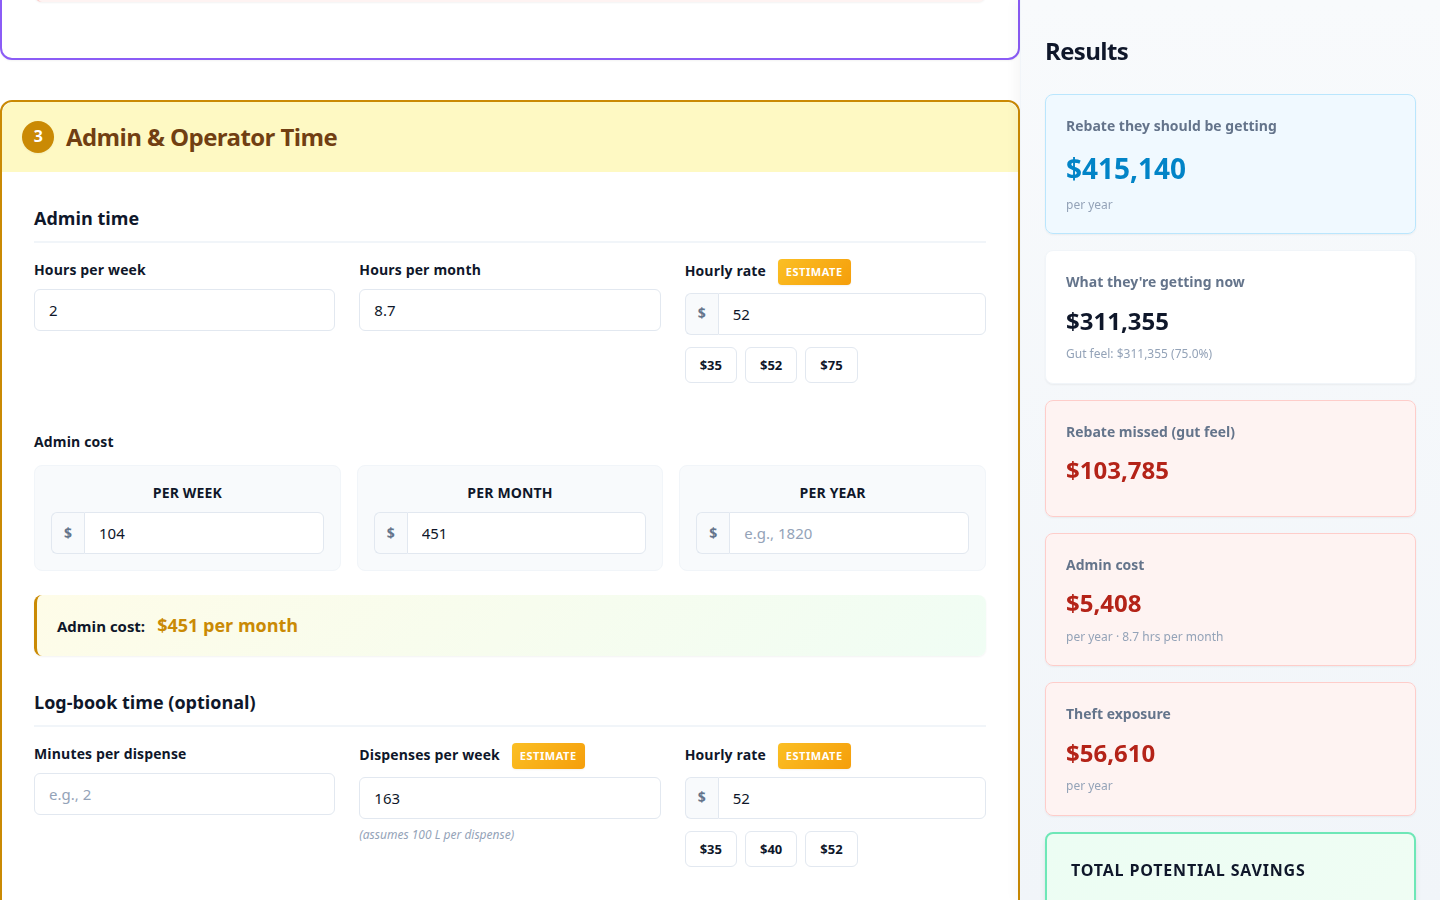 3 Admin & Operator Time
Admin time
Hours per week
2
Hours per month
8.7
Hourly rate ESTIMATE
$ 52
$35 $52 $75
Admin cost
PER WEEK
$ 104
PER MONTH
$ 451
PER YEAR
$ e.g., 1820
Admin cost: $451 per month
Log-book time (optional)
Minutes per dispense
e.g., 2
Dispenses per week ESTIMATE
163
(assumes 100 L per dispense)
Hourly rate ESTIMATE
$ 52
$35 $40 $52
Results
Rebate they should be getting
$415,140
per year
What they're getting now
$311,355
Gut feel: $311,355 (75.0%)
Rebate missed (gut feel)
$103,785
Admin cost
$5,408
per year · 8.7 hrs per month
Theft exposure
$56,610
per year
TOTAL POTENTIAL SAVINGS